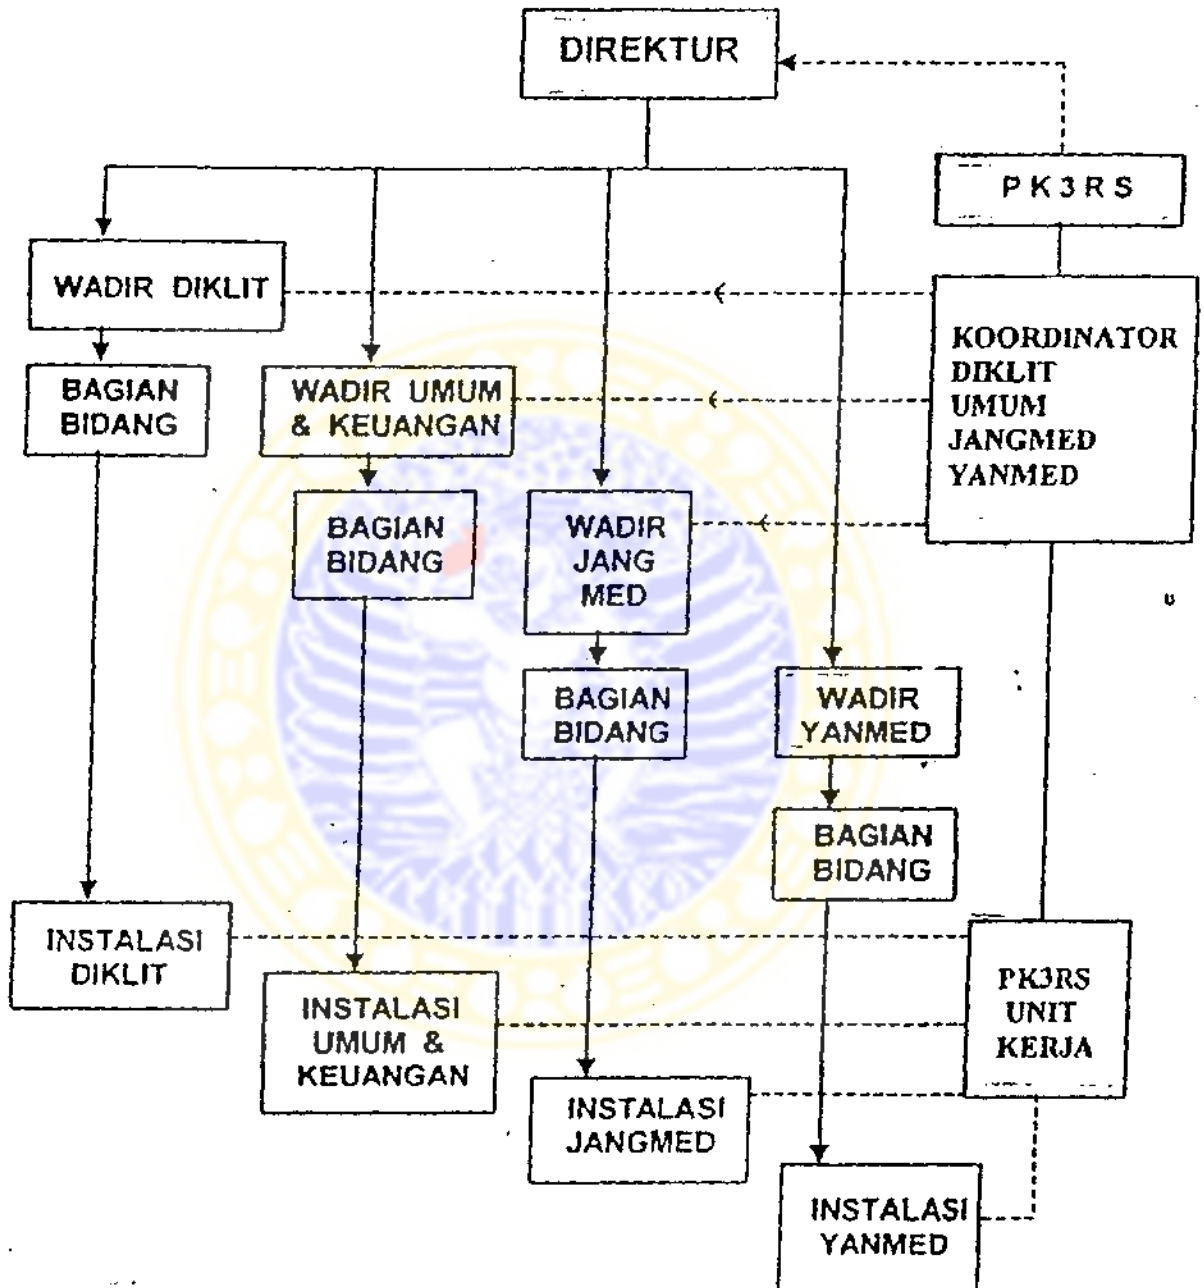 DIREKTUR
P K 3 R S
WADIR DIKLIT
KOORDINATOR
DIKLIT
UMUM
JANGMED
YANMED
BAGIAN
BIDANG
WADIR UMUM
& KEUANGAN
BAGIAN
BIDANG
WADIR
JANG
MED
BAGIAN
BIDANG
WADIR
YANMED
BAGIAN
BIDANG
INSTALASI
DIKLIT
INSTALASI
UMUM &
KEUANGAN
PK3RS
UNIT
KERJA
INSTALASI
JANGMED
INSTALASI
YANMED